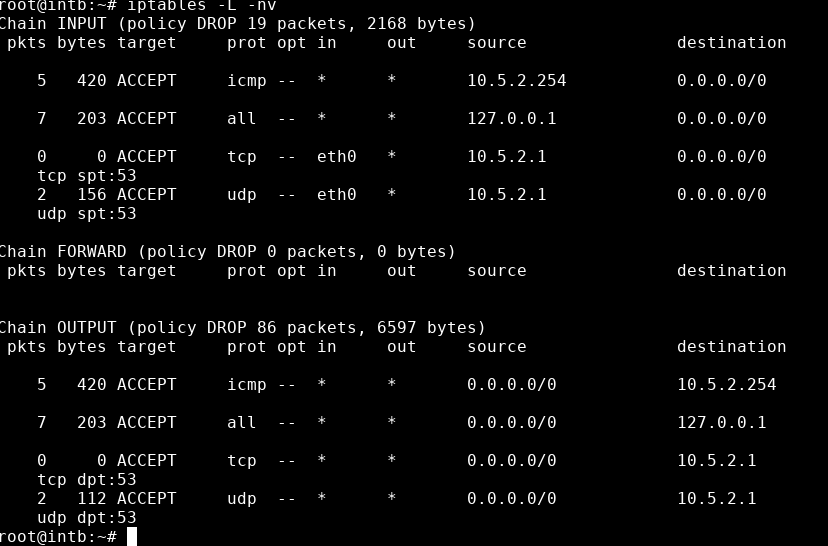 root@intb:~# iptables -L -nv
Chain INPUT (policy DROP 19 packets, 2168 bytes)
 pkts bytes target     prot opt in     out     source               destination
    5   420 ACCEPT     icmp --  *      *       10.5.2.254           0.0.0.0/0
    7   203 ACCEPT     all  --  *      *       127.0.0.1            0.0.0.0/0
    0     0 ACCEPT     tcp  --  eth0   *       10.5.2.1             0.0.0.0/0
    tcp spt:53
    2   156 ACCEPT     udp  --  eth0   *       10.5.2.1             0.0.0.0/0
    udp spt:53
Chain FORWARD (policy DROP 0 packets, 0 bytes)
 pkts bytes target     prot opt in     out     source               destination
Chain OUTPUT (policy DROP 86 packets, 6597 bytes)
 pkts bytes target     prot opt in     out     source               destination
    5   420 ACCEPT     icmp --  *      *       0.0.0.0/0            10.5.2.254
    7   203 ACCEPT     all  --  *      *       0.0.0.0/0            127.0.0.1
    0     0 ACCEPT     tcp  --  *      *       0.0.0.0/0            10.5.2.1
    tcp dpt:53
    2   112 ACCEPT     udp  --  *      *       0.0.0.0/0            10.5.2.1
    udp dpt:53
root@intb:~#